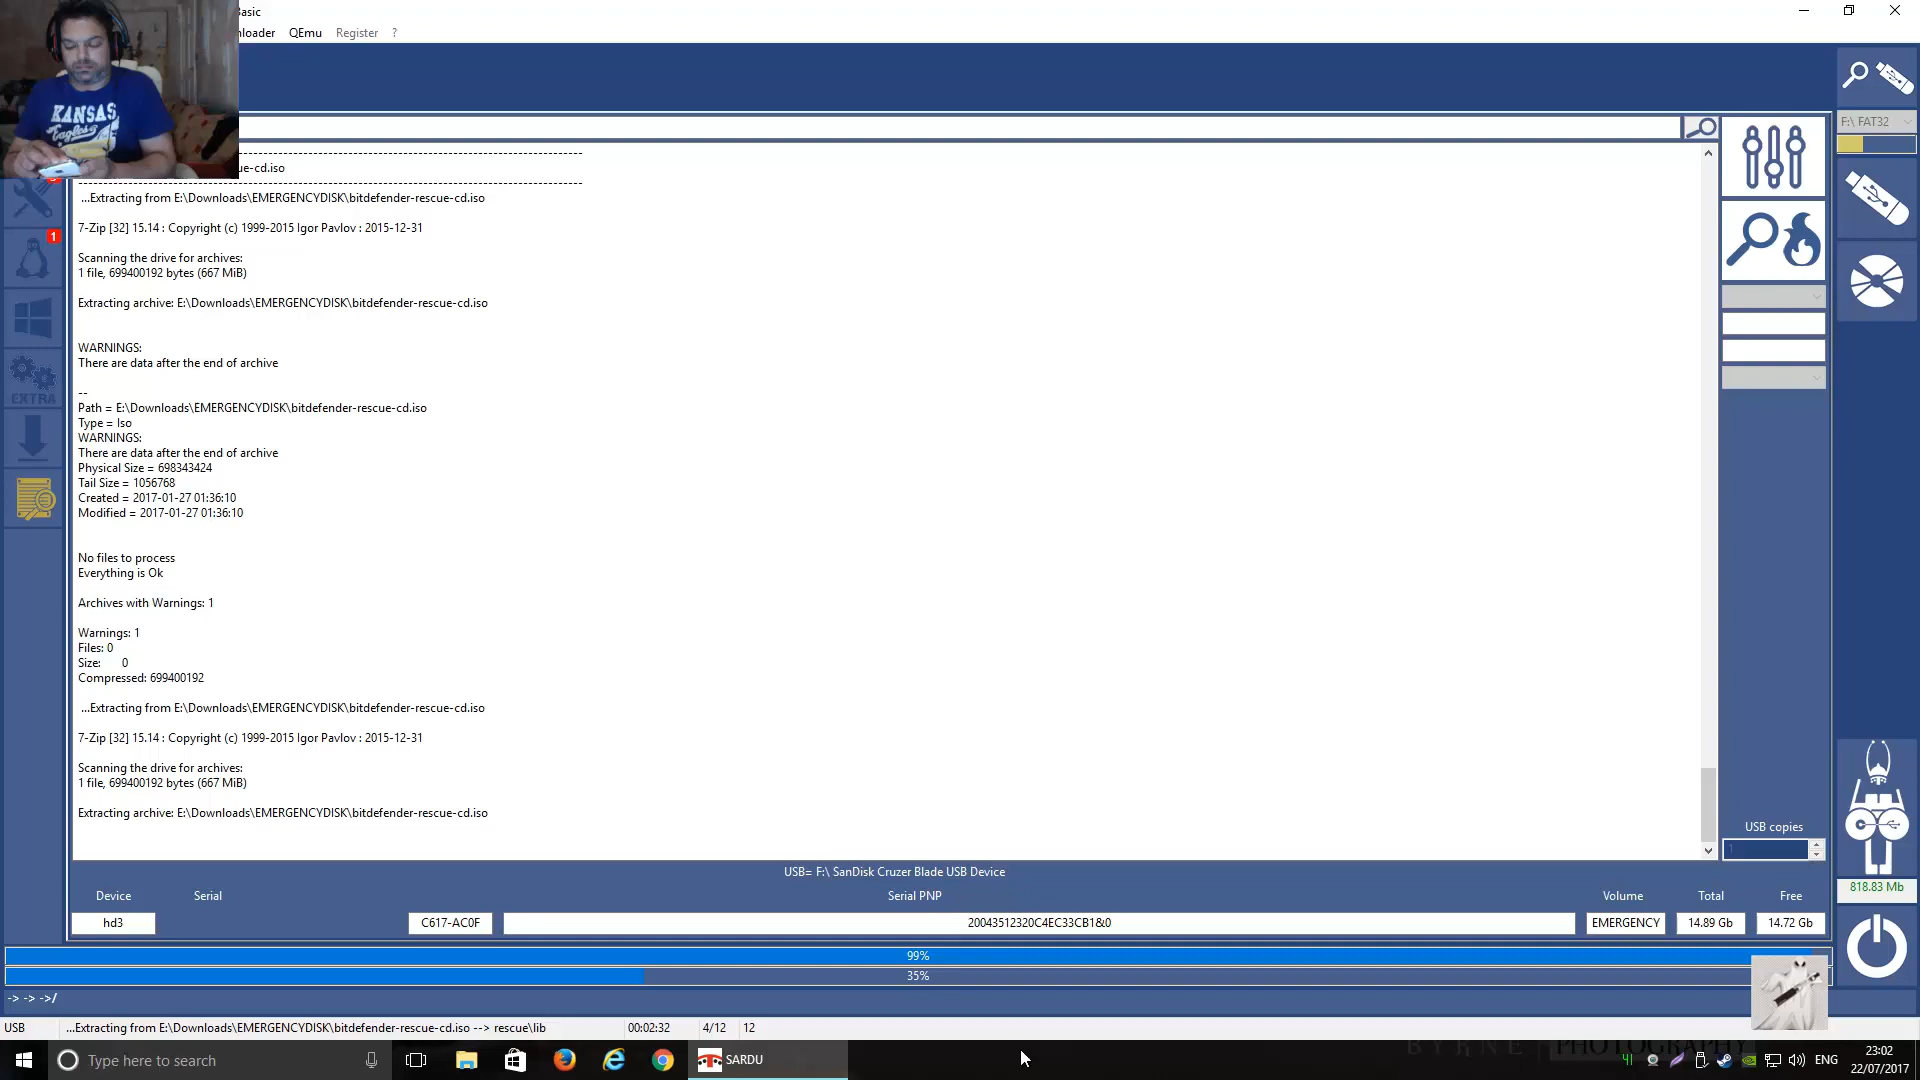 Basic
nloader QEmu Register ?
KANSAS
Eagles
F:\ FAT32
--------------------------------------------------------------------------------
e-cd.iso
--------------------------------------------------------------------------------
...Extracting from E:\Downloads\EMERGENCYDISK\bitdefender-rescue-cd.iso
7-Zip [32] 15.14 : Copyright (c) 1999-2015 Igor Pavlov : 2015-12-31
1
Scanning the drive for archives:
1 file, 699400192 bytes (667 MiB)
Extracting archive: E:\Downloads\EMERGENCYDISK\bitdefender-rescue-cd.iso
WARNINGS:
There are data after the end of archive
EXTRA
--
Path = E:\Downloads\EMERGENCYDISK\bitdefender-rescue-cd.iso
Type = Iso
WARNINGS:
There are data after the end of archive
Physical Size = 698343424
Tail Size = 1056768
Created = 2017-01-27 01:36:10
Modified = 2017-01-27 01:36:10
No files to process
Everything is Ok
Archives with Warnings: 1
Warnings: 1
Files: 0
Size: 0
Compressed: 699400192
...Extracting from E:\Downloads\EMERGENCYDISK\bitdefender-rescue-cd.iso
7-Zip [32] 15.14 : Copyright (c) 1999-2015 Igor Pavlov : 2015-12-31
Scanning the drive for archives:
1 file, 699400192 bytes (667 MiB)
Extracting archive: E:\Downloads\EMERGENCYDISK\bitdefender-rescue-cd.iso
USB copies
1
USB= F:\ SanDisk Cruzer Blade USB Device
818.83 Mb
Device Serial Serial PNP Volume Total Free
hd3 C617-AC0F 20043512320C4EC33CB1&0 EMERGENCY 14.89 Gb 14.72 Gb
99%
35%
-> -> ->/
USB ...Extracting from E:\Downloads\EMERGENCYDISK\bitdefender-rescue-cd.iso --> rescue\lib 00:02:32 4/12 12
BYRNE PHOTOGRAPHY
Type here to search SARDU ENG 23:02
22/07/2017